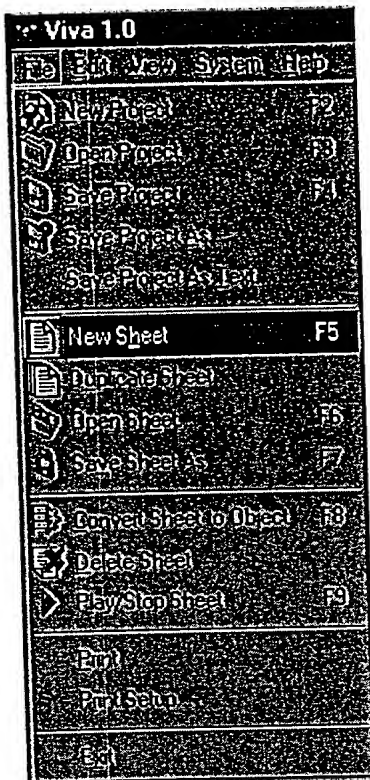 Viva 1.0
File Edit View System Help
New Project F2
Open Project F3
Save Project F4
Save Project As
Save Project As Text
New Sheet F5
Duplicate Sheet
Open Sheet F6
Save Sheet As F7
Convert Sheet to Object F8
Delete Sheet
Play/Stop Sheet F9
Print
Print Setup
Exit